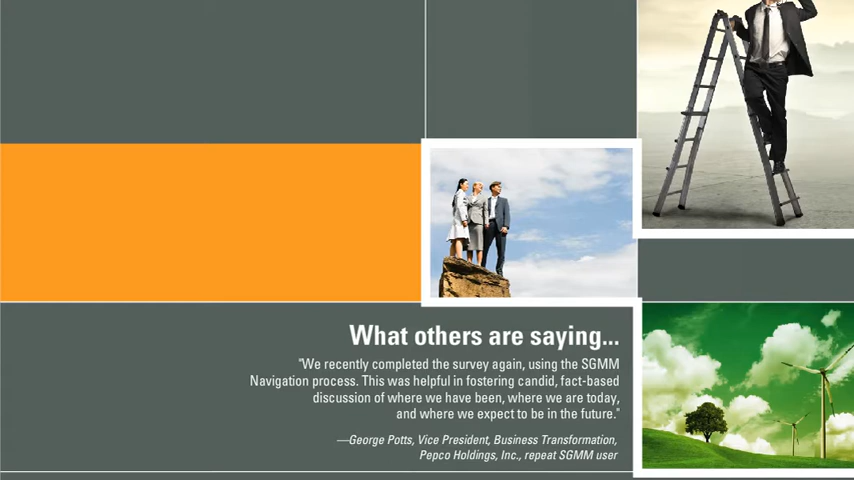 What others are saying...
"We recently completed the survey again, using the SGMM
Navigation process. This was helpful in fostering candid, fact-based
discussion of where we have been, where we are today,
and where we expect to be in the future."
—George Potts, Vice President, Business Transformation,
Pepco Holdings, Inc., repeat SGMM user